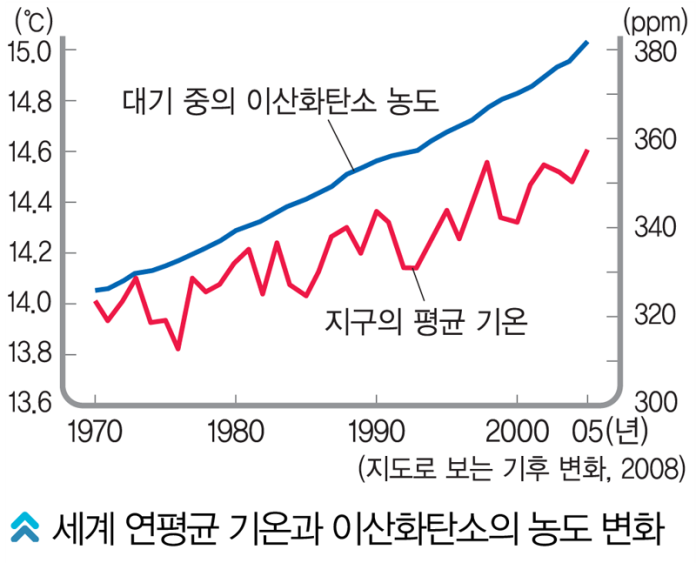 (℃) (ppm)
15.0 380
대기 중의 이산화탄소 농도
14.8
14.6 360
14.4
340
14.2
14.0 320
지구의 평균 기온
13.8
13.6 300
1970 1980 1990 2000 05(년)
(지도로 보는 기후 변화, 2008)
세계 연평균 기온과 이산화탄소의 농도 변화